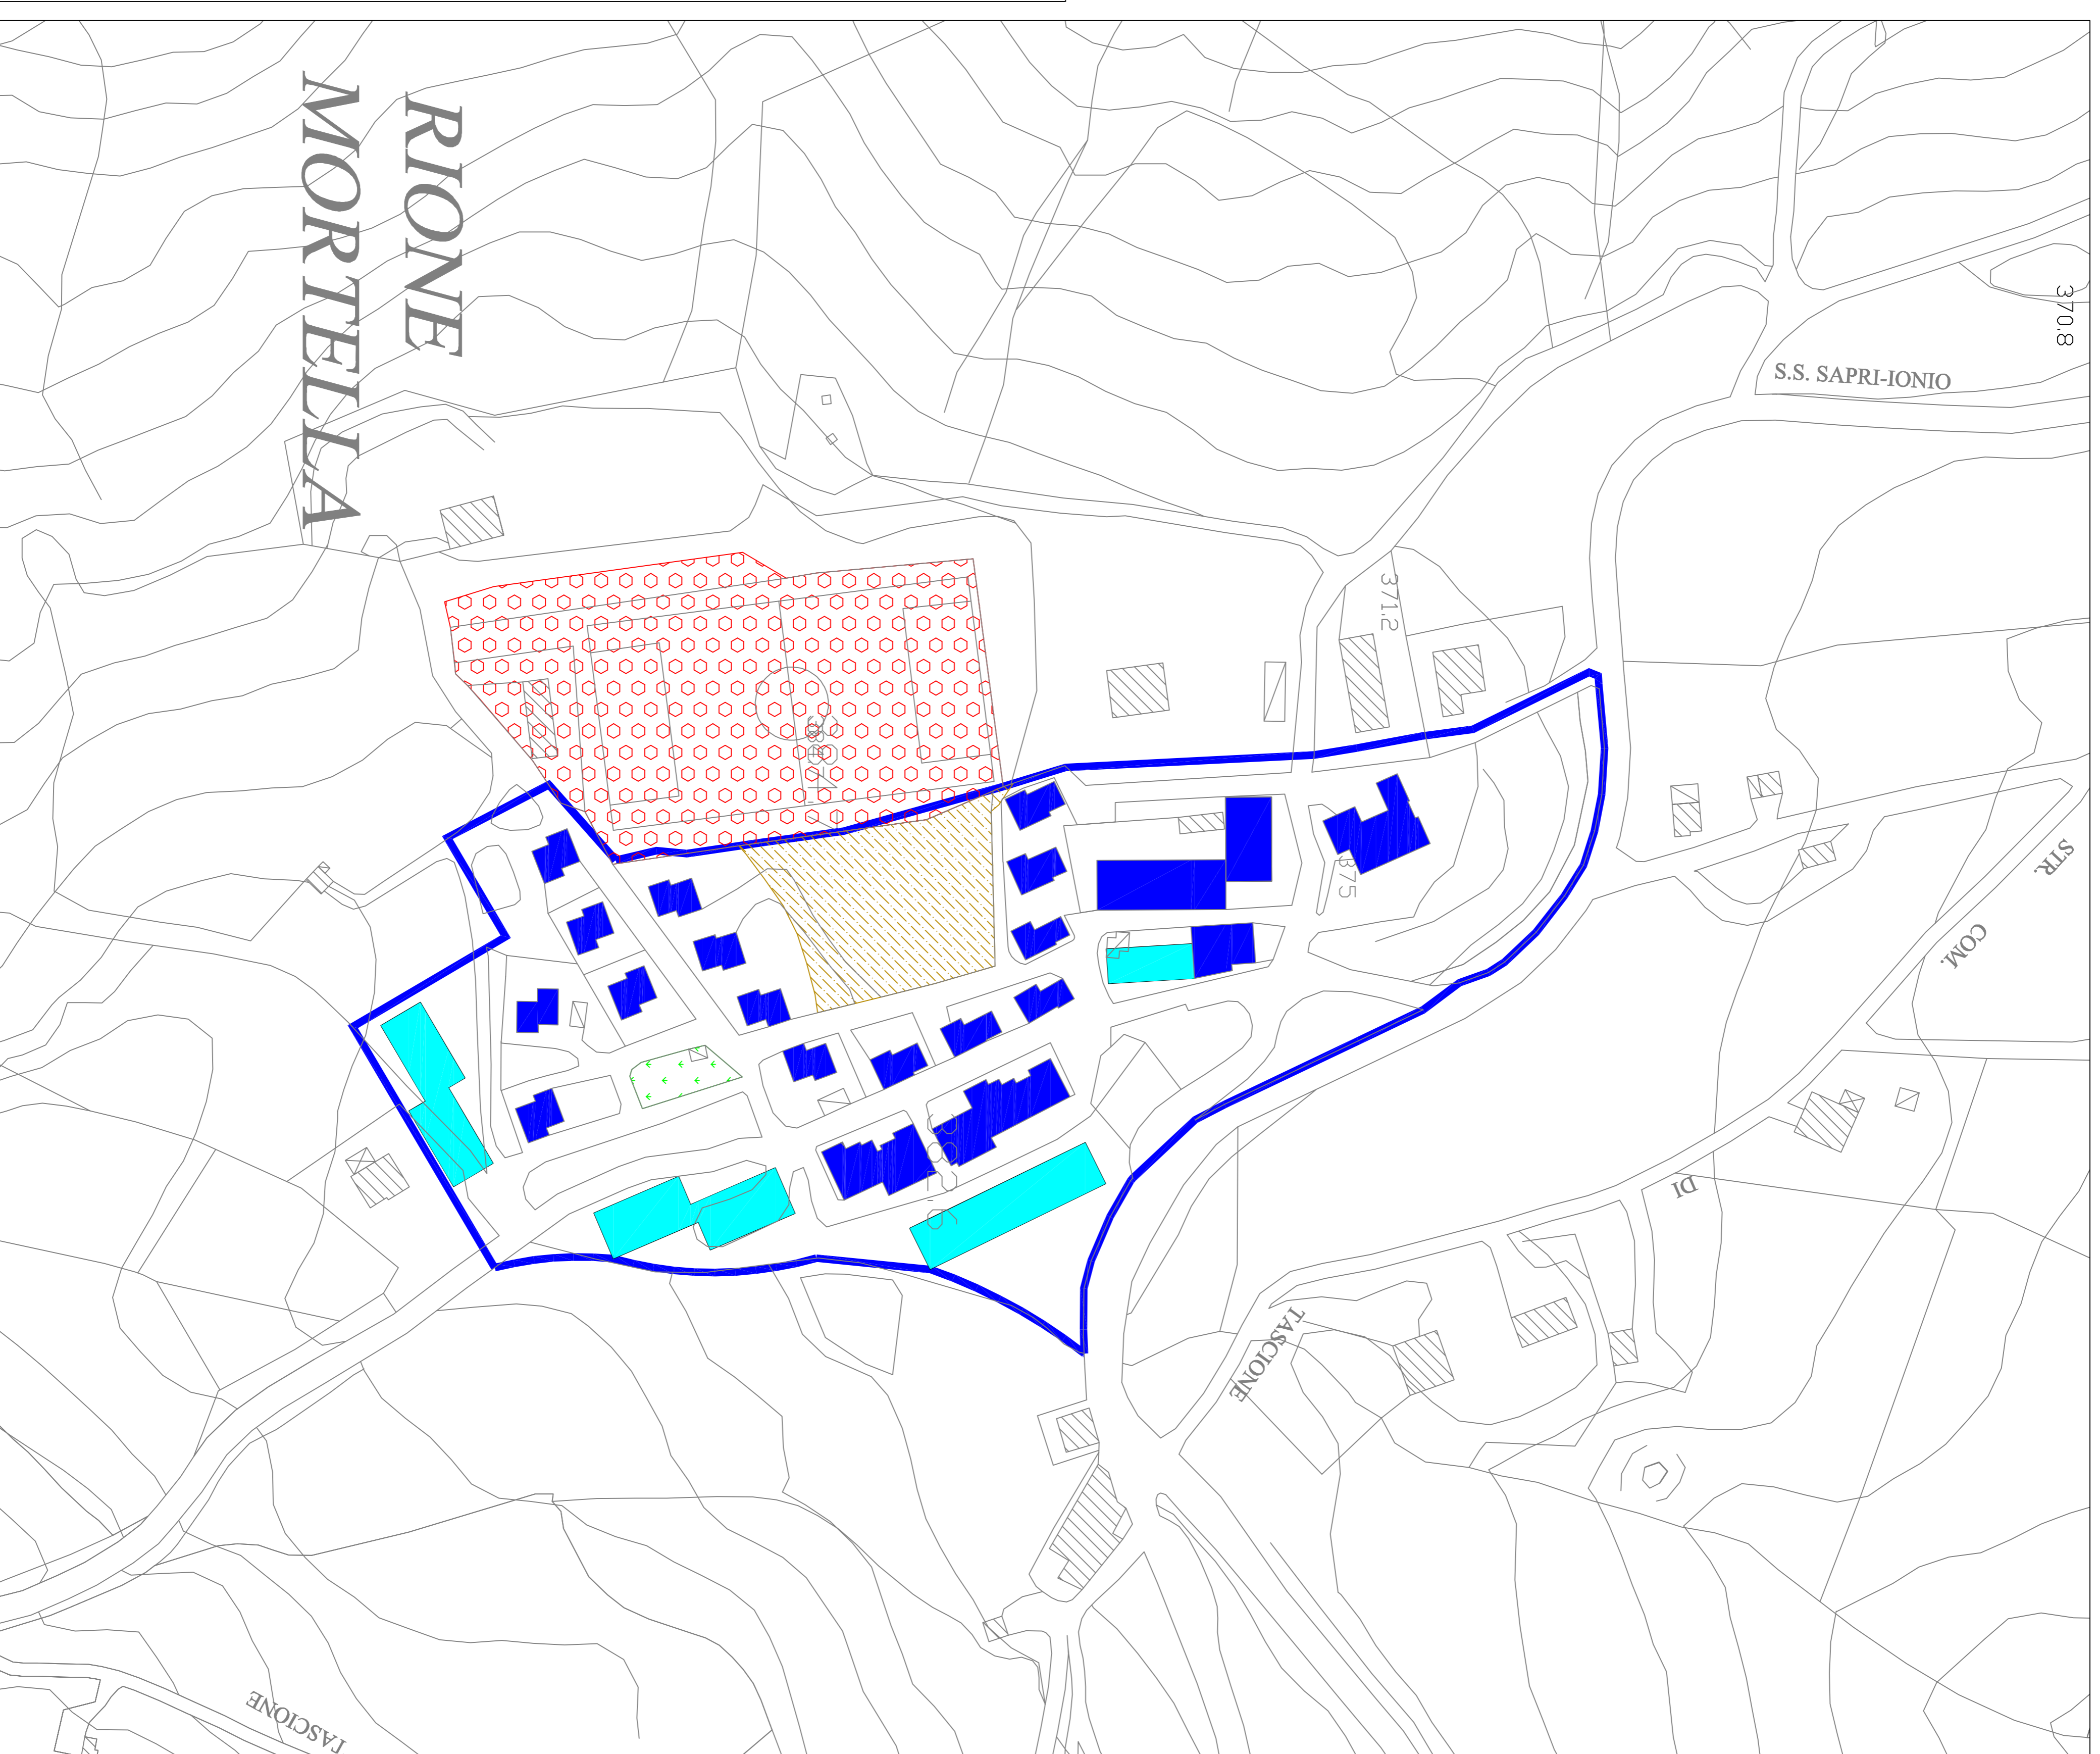 RIONE
MORTELLA
370.8
S.S. SAPRI-IONIO
371.2
375
STR.
COM.
DI
TASCIONE
TASCIONE